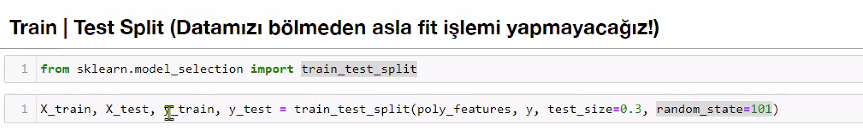 Train | Test Split (Datamızı bölmeden asla fit işlemi yapmayacağız!)
1 from sklearn.model_selection import train_test_split
1 X_train, X_test, y_train, y_test = train_test_split(poly_features, y, test_size=0.3, random_state=101)